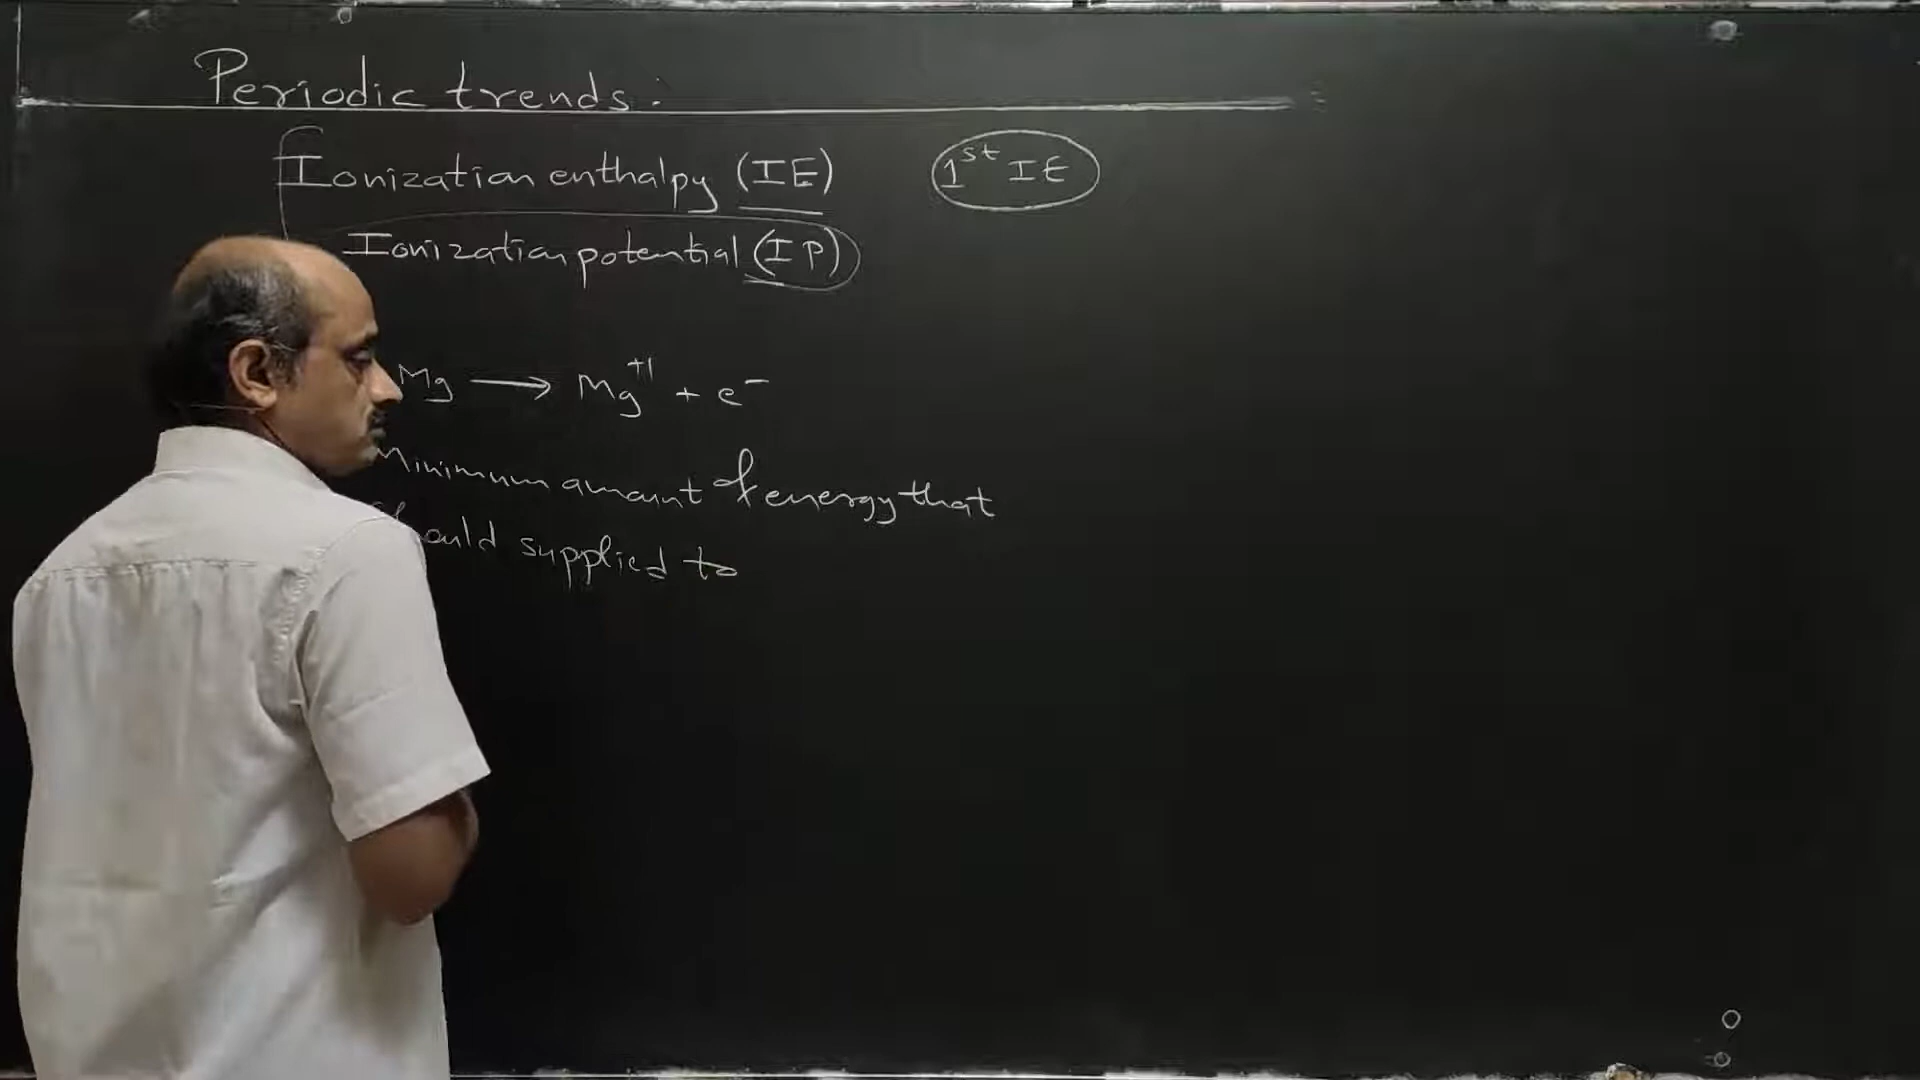 Periodic trends:
Ionization enthalpy (IE) 1st IE
Ionization potential (IP)
Mg → Mg+1 + e−
Minimum amount of energy that
should supplied to